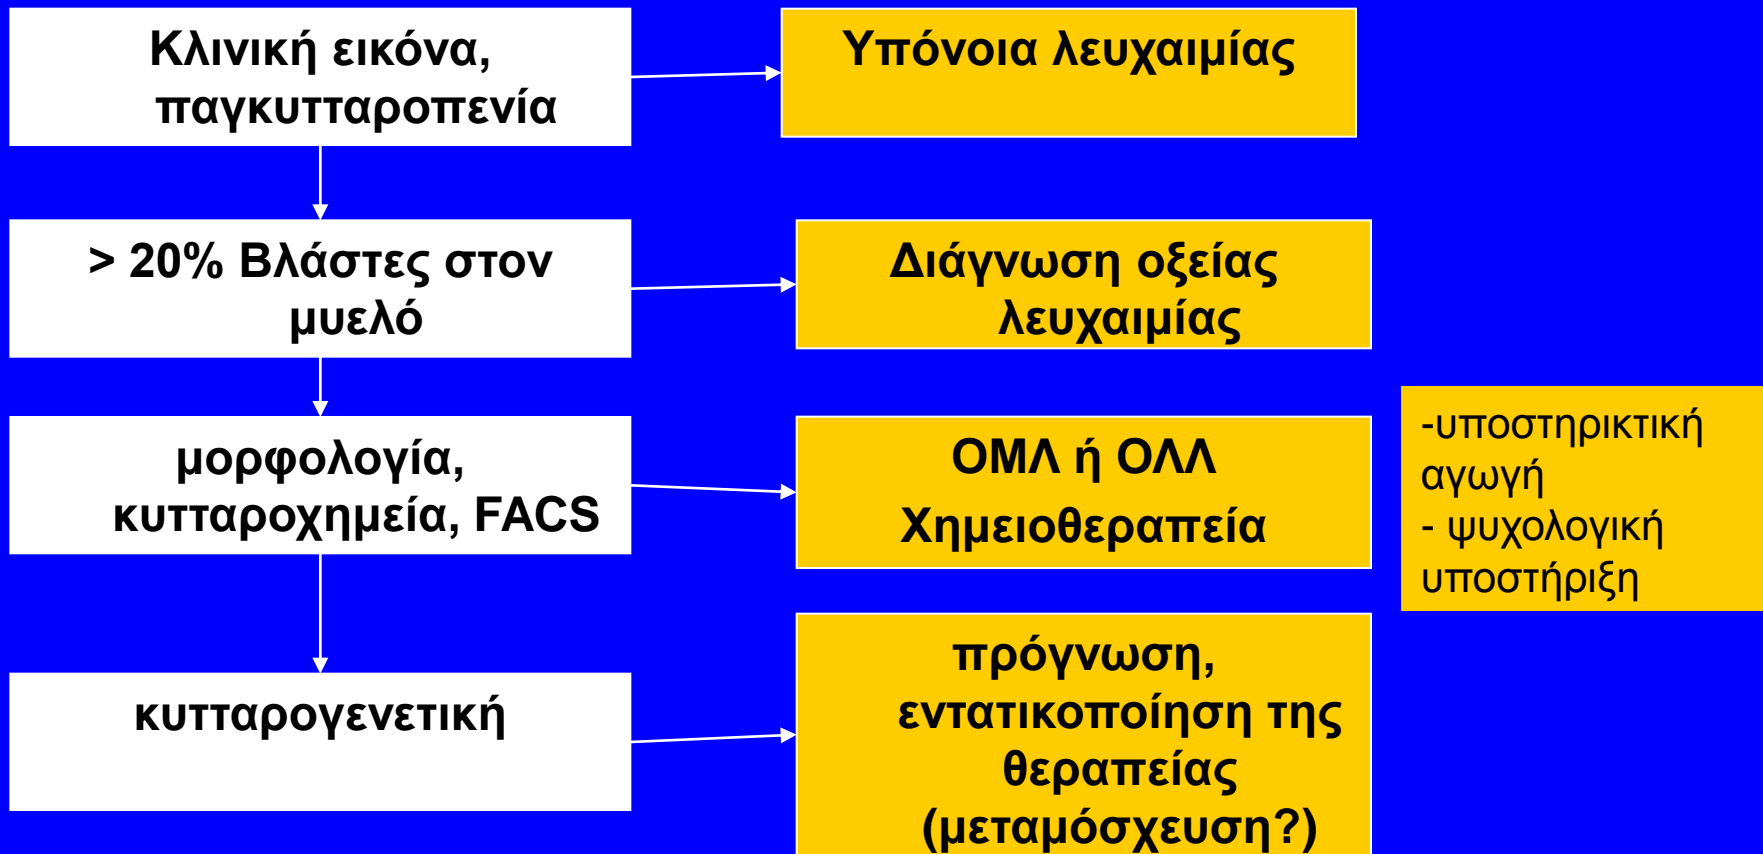 Κλινική εικόνα,
παγκυτταροπενία
Υπόνοια λευχαιμίας
> 20% Βλάστες στον
μυελό
Διάγνωση οξείας
λευχαιμίας
μορφολογία,
κυτταροχημεία, FACS
ΟΜΛ ή ΟΛΛ
Χημειοθεραπεία
-υποστηρικτική
αγωγή
- ψυχολογική
υποστήριξη
κυτταρογενετική
πρόγνωση,
εντατικοποίηση της
θεραπείας
(μεταμόσχευση?)